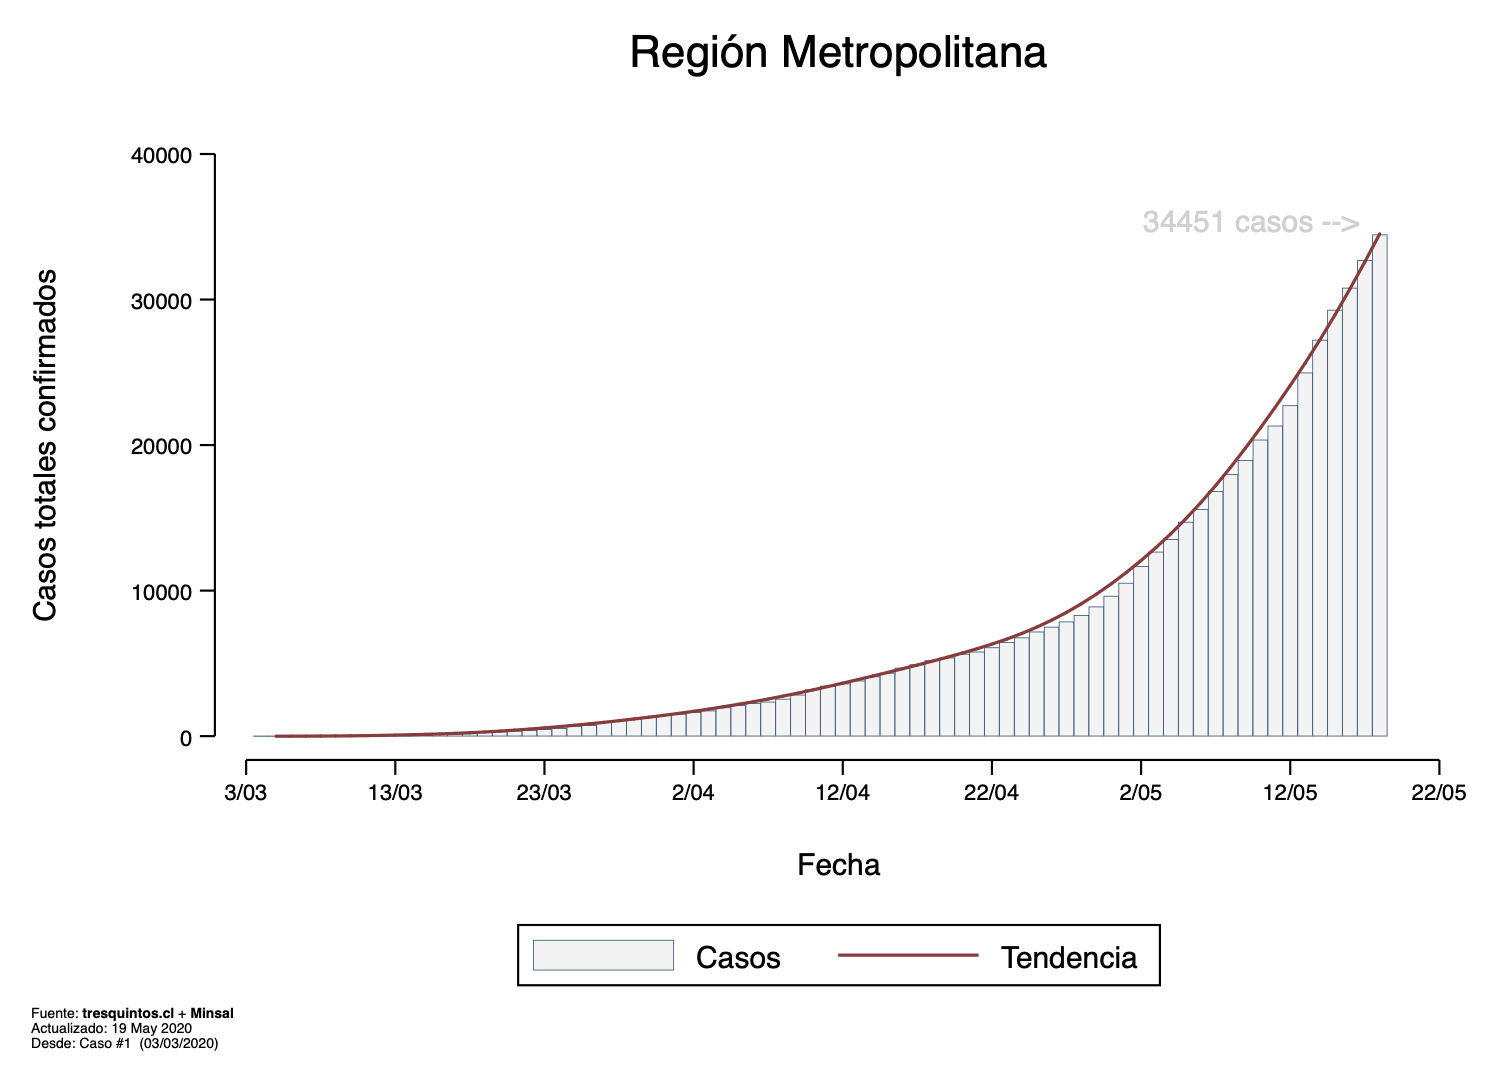 Región Metropolitana
40000
30000
20000
10000
0
Casos totales confirmados
34451 casos -->
3/03 13/03 23/03 2/04 12/04 22/04 2/05 12/05 22/05
Fecha
Casos Tendencia
Fuente: tresquintos.cl + Minsal
Actualizado: 19 May 2020
Desde: Caso #1 (03/03/2020)